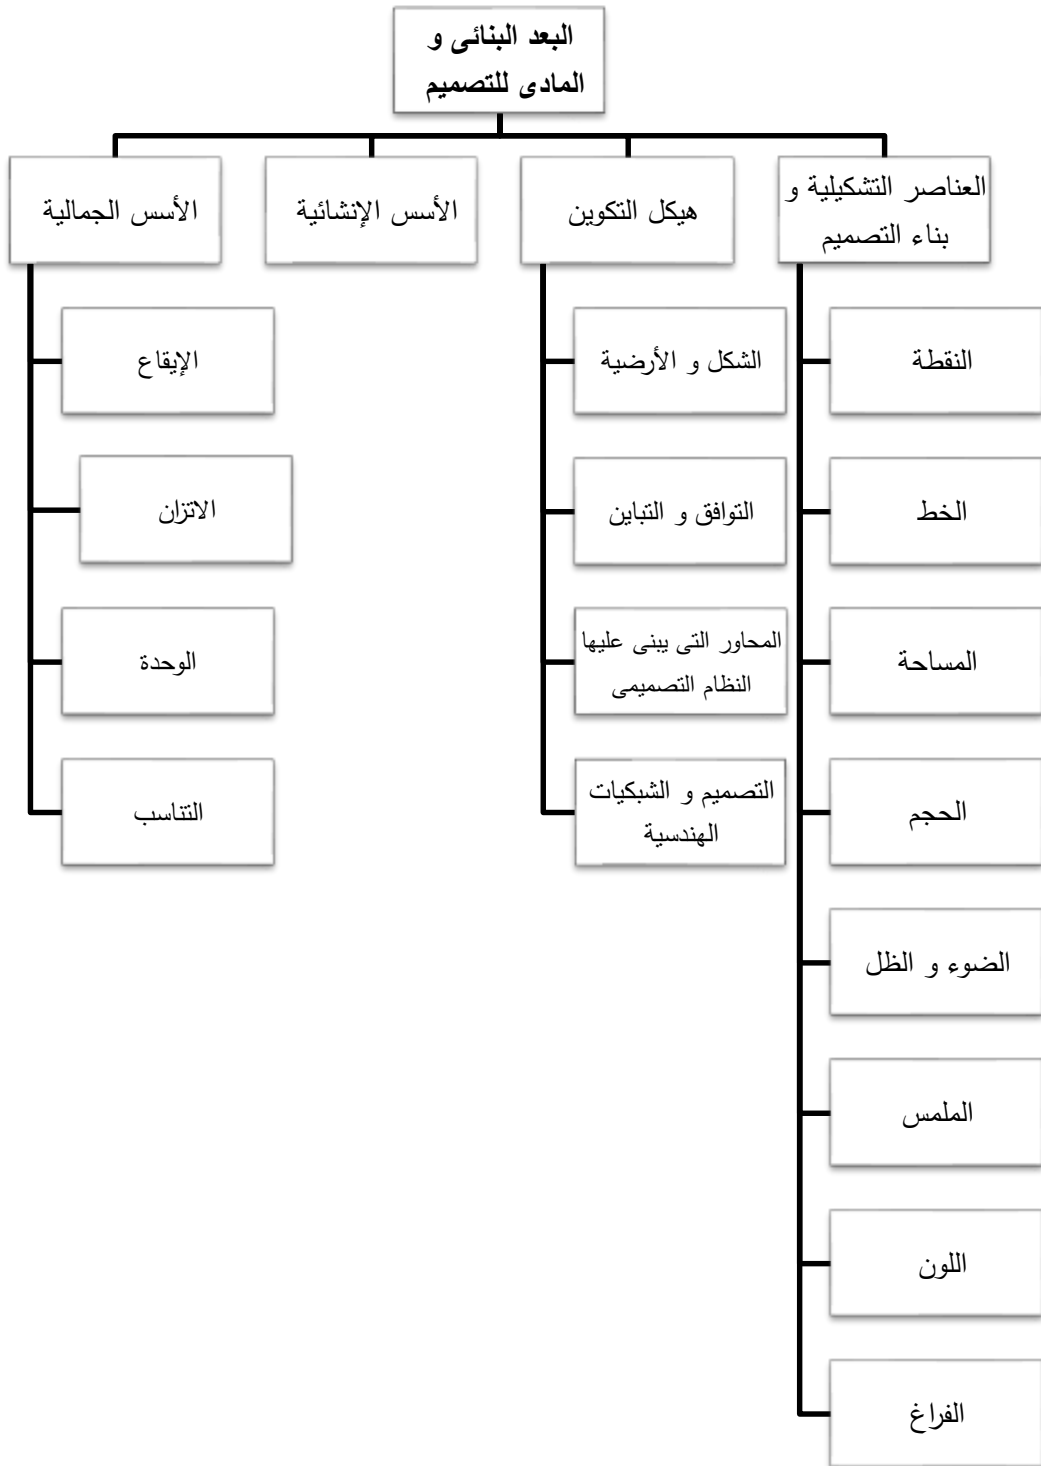 البعد البنائى و
المادى للتصميم
العناصر التشكيلية و
بناء التصميم
هيكل التكوين
الأسس الإنشائية
الأسس الجمالية
النقطة
الخط
المساحة
الحجم
الضوء و الظل
الملمس
اللون
الفراغ
الشكل و الأرضية
التوافق و التباين
المحاور التى يبنى عليها
النظام التصميمى
التصميم و الشبكيات
الهندسية
الإيقاع
الاتزان
الوحدة
التناسب